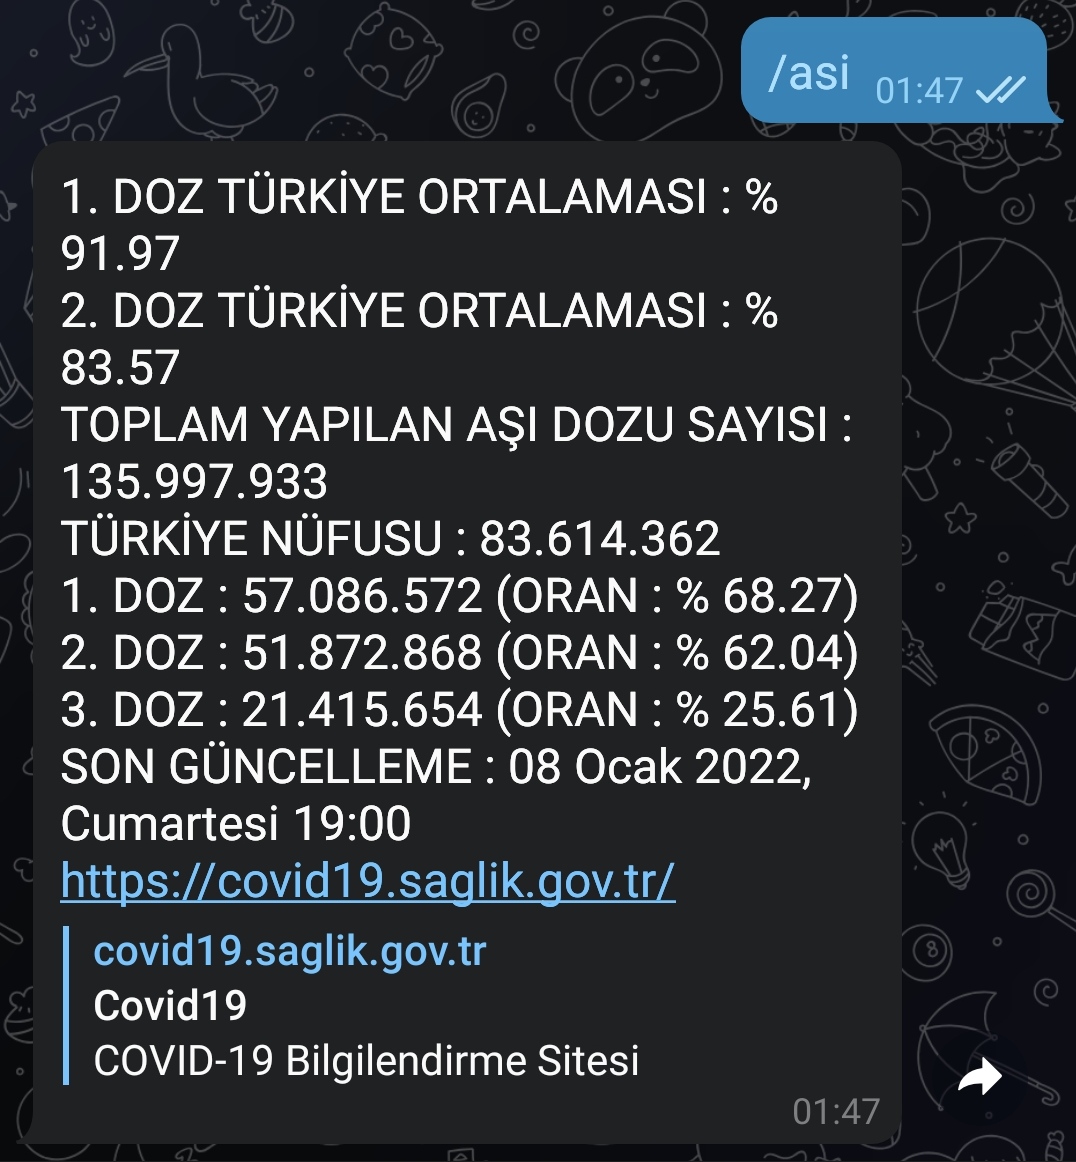 /asi 01:47
1. DOZ TÜRKİYE ORTALAMASI : %
91.97
2. DOZ TÜRKİYE ORTALAMASI : %
83.57
TOPLAM YAPILAN AŞI DOZU SAYISI :
135.997.933
TÜRKİYE NÜFUSU : 83.614.362
1. DOZ : 57.086.572 (ORAN : % 68.27)
2. DOZ : 51.872.868 (ORAN : % 62.04)
3. DOZ : 21.415.654 (ORAN : % 25.61)
SON GÜNCELLEME : 08 Ocak 2022,
Cumartesi 19:00
https://covid19.saglik.gov.tr/
covid19.saglik.gov.tr
Covid19
COVID-19 Bilgilendirme Sitesi
01:47